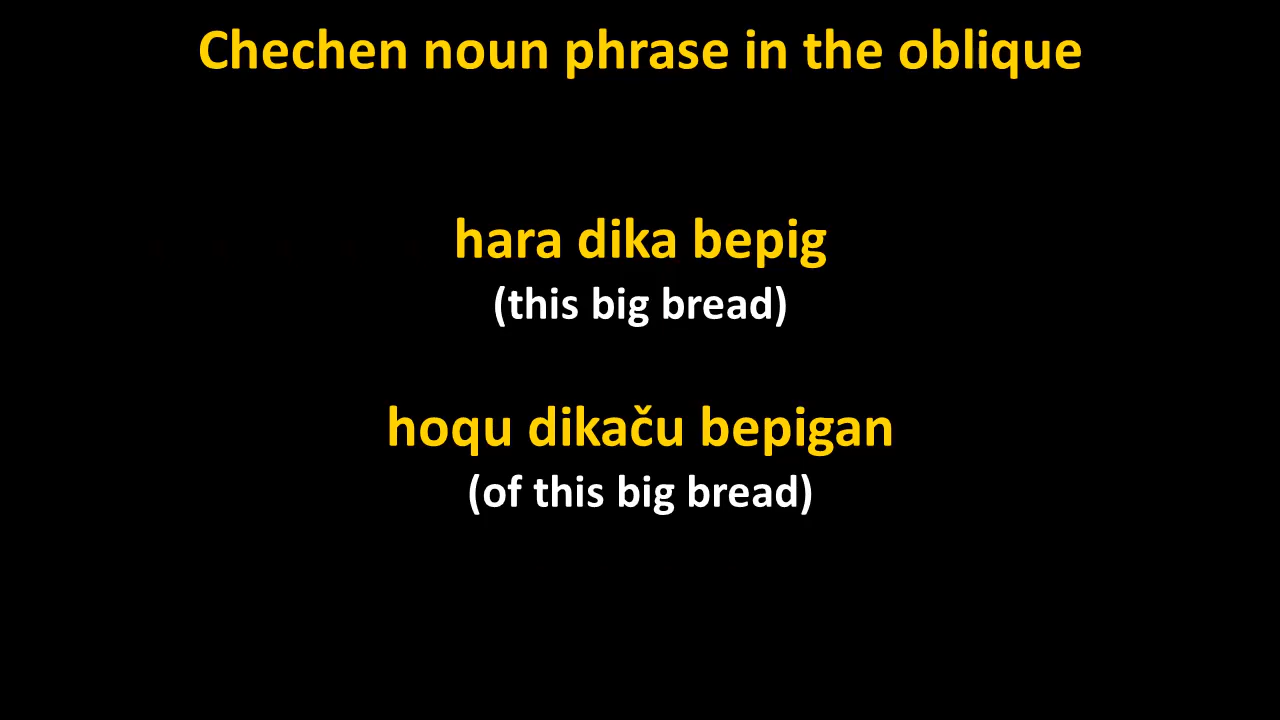 Chechen noun phrase in the oblique
hara dika bepig
(this big bread)
hoqu dikaču bepigan
(of this big bread)